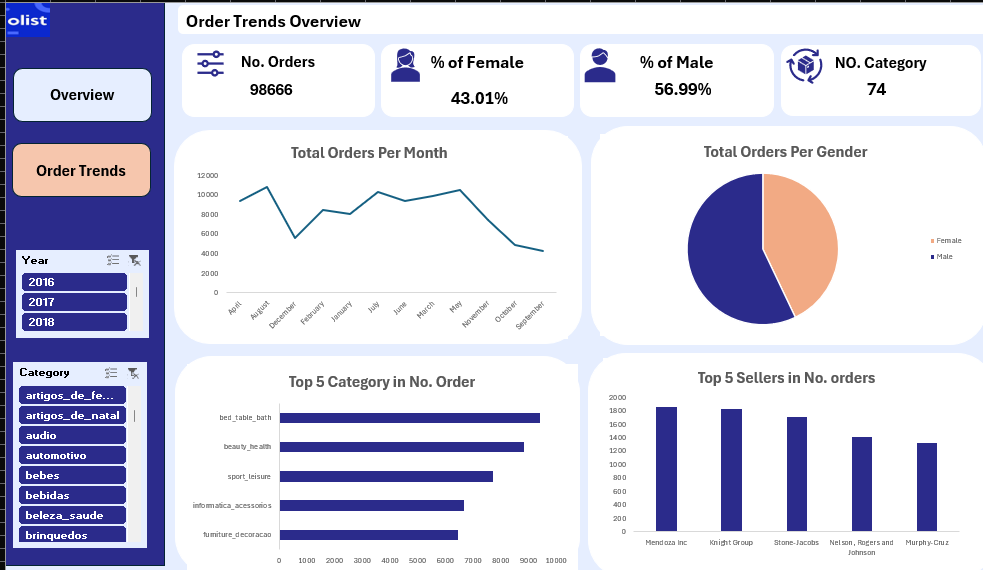 olist
Order Trends Overview
No. Orders
98666
% of Female
43.01%
% of Male
56.99%
NO. Category
74
Overview
Order Trends
Year
2016
2017
2018
Category
artigos_de_fe...
artigos_de_natal
audio
automotivo
bebes
bebidas
beleza_saude
brinquedos
Total Orders Per Month
12000
10000
8000
6000
4000
2000
0
April
August
December
February
January
July
June
March
May
November
October
September
Total Orders Per Gender
Female
Male
Top 5 Category in No. Order
bed_table_bath
beauty_health
sport_leisure
informatica_acessorios
furniture_decoracao
0 1000 2000 3000 4000 5000 6000 7000 8000 9000 10000
Top 5 Sellers in No. orders
2000
1800
1600
1400
1200
1000
800
600
400
200
0
Mendoza Inc
Knight Group
Stone-Jacobs
Nelson, Rogers and
Johnson
Murphy-Cruz